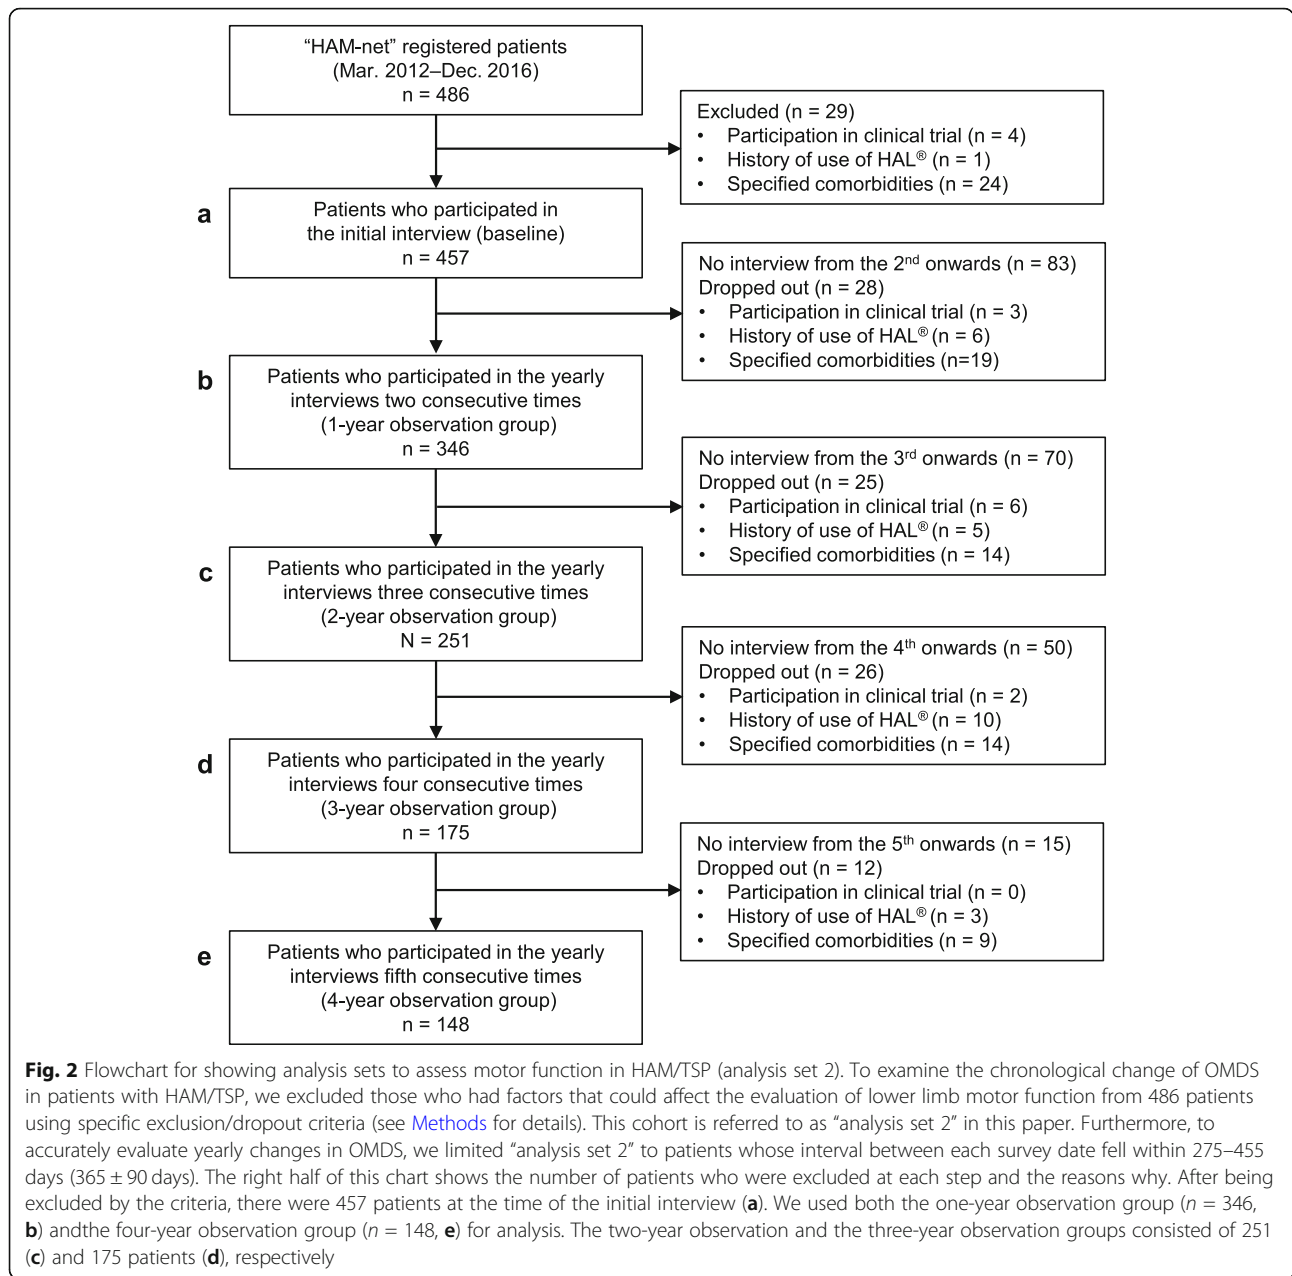 “HAM-net” registered patients
(Mar. 2012–Dec. 2016)
n = 486
Excluded (n = 29)
• Participation in clinical trial (n = 4)
• History of use of HAL® (n = 1)
• Specified comorbidities (n = 24)
a
Patients who participated in
the initial interview (baseline)
n = 457
No interview from the 2nd onwards (n = 83)
Dropped out (n = 28)
• Participation in clinical trial (n = 3)
• History of use of HAL® (n = 6)
• Specified comorbidities (n=19)
b
Patients who participated in the yearly
interviews two consecutive times
(1-year observation group)
n = 346
No interview from the 3rd onwards (n = 70)
Dropped out (n = 25)
• Participation in clinical trial (n = 6)
• History of use of HAL® (n = 5)
• Specified comorbidities (n = 14)
c
Patients who participated in the yearly
interviews three consecutive times
(2-year observation group)
N = 251
No interview from the 4th onwards (n = 50)
Dropped out (n = 26)
• Participation in clinical trial (n = 2)
• History of use of HAL® (n = 10)
• Specified comorbidities (n = 14)
d
Patients who participated in the yearly
interviews four consecutive times
(3-year observation group)
n = 175
No interview from the 5th onwards (n = 15)
Dropped out (n = 12)
• Participation in clinical trial (n = 0)
• History of use of HAL® (n = 3)
• Specified comorbidities (n = 9)
e
Patients who participated in the yearly
interviews fifth consecutive times
(4-year observation group)
n = 148
Fig. 2 Flowchart for showing analysis sets to assess motor function in HAM/TSP (analysis set 2). To examine the chronological change of OMDS
in patients with HAM/TSP, we excluded those who had factors that could affect the evaluation of lower limb motor function from 486 patients
using specific exclusion/dropout criteria (see Methods for details). This cohort is referred to as “analysis set 2” in this paper. Furthermore, to
accurately evaluate yearly changes in OMDS, we limited “analysis set 2” to patients whose interval between each survey date fell within 275–455
days (365 ± 90 days). The right half of this chart shows the number of patients who were excluded at each step and the reasons why. After being
excluded by the criteria, there were 457 patients at the time of the initial interview (a). We used both the one-year observation group (n = 346,
b) andthe four-year observation group (n = 148, e) for analysis. The two-year observation and the three-year observation groups consisted of 251
(c) and 175 patients (d), respectively